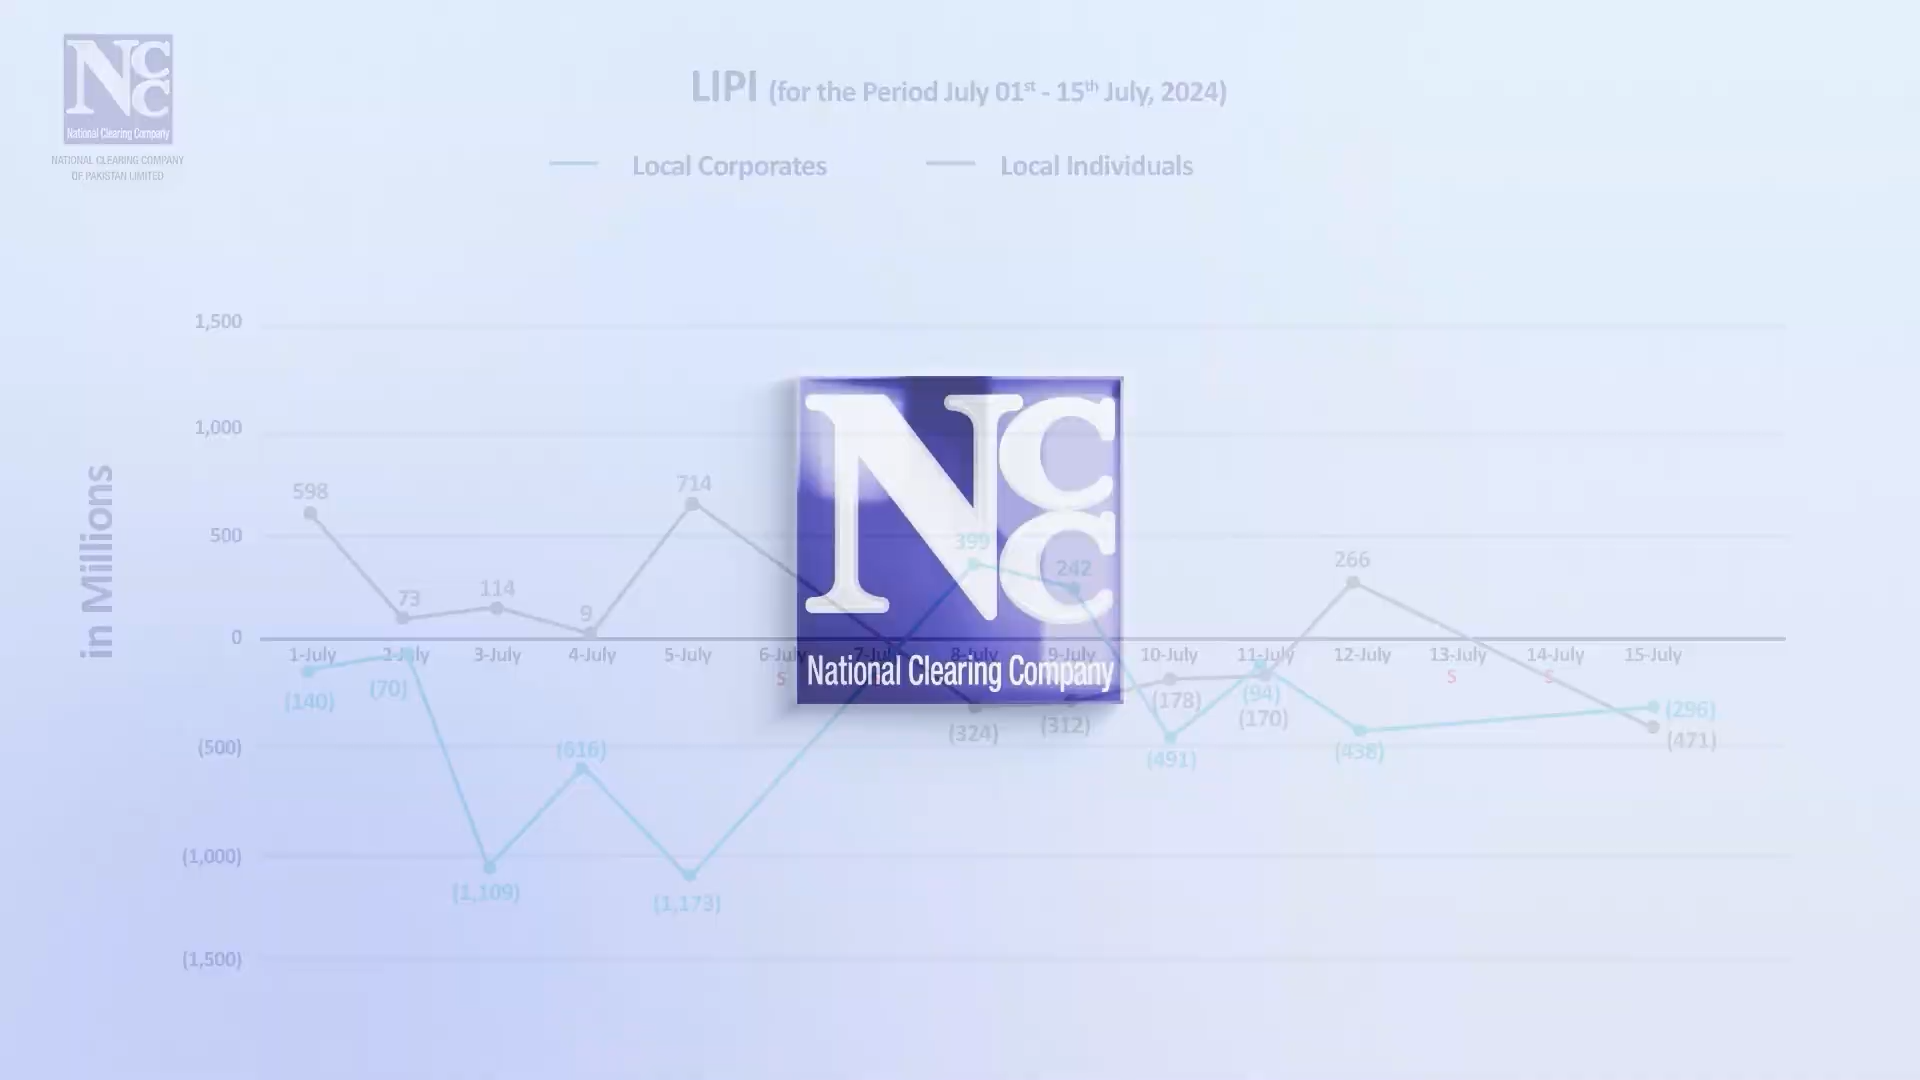 NCC
National Clearing Company
NATIONAL CLEARING COMPANY
OF PAKISTAN LIMITED
LIPI (for the Period July 01st - 15th July, 2024)
Local Corporates Local Individuals
in Millions
1,500
1,000
500
0
(500)
(1,000)
(1,500)
598
73
114
9
714
399
242
266
1-July 2-July 3-July 4-July 5-July 6-July 7-July 8-July 9-July 10-July 11-July 12-July 13-July 14-July 15-July
S S S
(140)
(70)
(1,109)
(616)
(1,173)
(324)
(312)
(178)
(491)
(94)
(170)
(438)
(296)
(471)
NCC
National Clearing Company